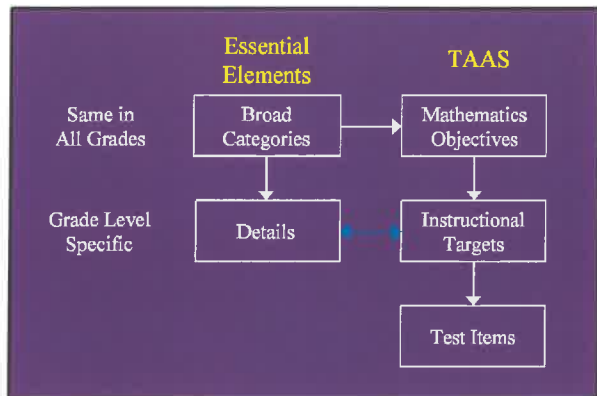 Essential
Elements
TAAS
Same in
All Grades
Broad
Categories
Mathematics
Objectives
Grade Level
Specific
Details
Instructional
Targets
Test Items